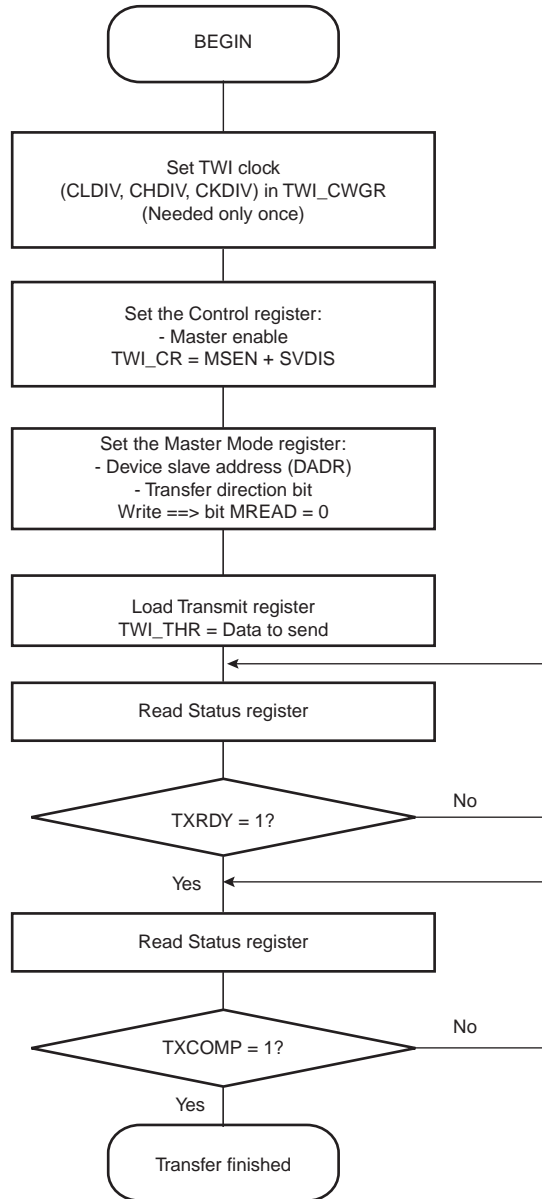 BEGIN
Set TWI clock
(CLDIV, CHDIV, CKDIV) in TWI_CWGR
(Needed only once)
Set the Control register:
- Master enable
TWI_CR = MSEN + SVDIS
Set the Master Mode register:
- Device slave address (DADR)
- Transfer direction bit
Write ==> bit MREAD = 0
Load Transmit register
TWI_THR = Data to send
Read Status register
TXRDY = 1?
No
Yes
Read Status register
TXCOMP = 1?
No
Yes
Transfer finished